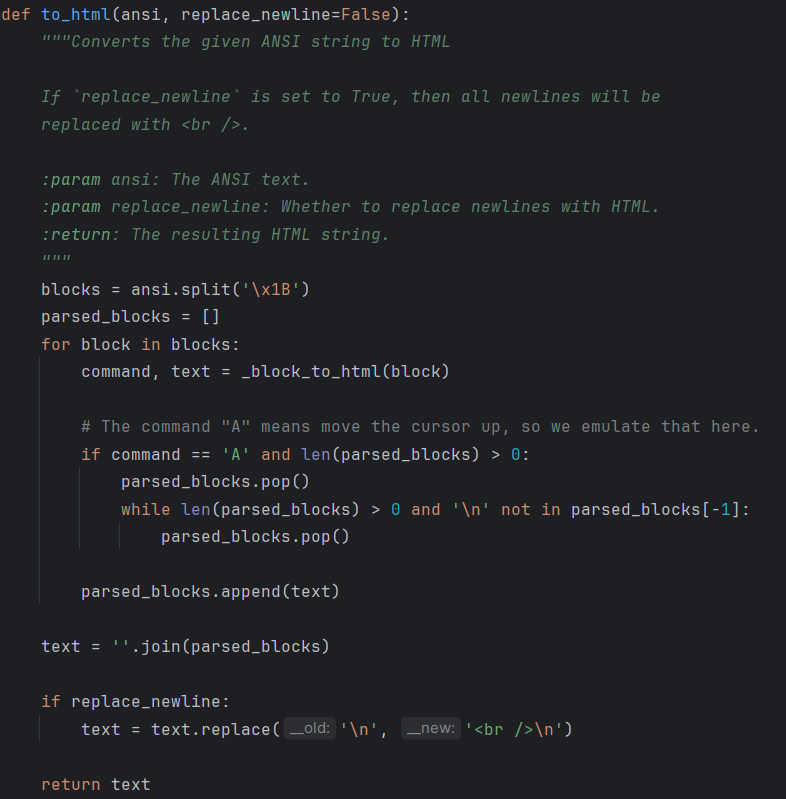 def to_html(ansi, replace_newline=False):
    """Converts the given ANSI string to HTML

    If `replace_newline` is set to True, then all newlines will be
    replaced with <br />.

    :param ansi: The ANSI text.
    :param replace_newline: Whether to replace newlines with HTML.
    :return: The resulting HTML string.
    """
    blocks = ansi.split('\x1B')
    parsed_blocks = []
    for block in blocks:
        command, text = _block_to_html(block)

        # The command "A" means move the cursor up, so we emulate that here.
        if command == 'A' and len(parsed_blocks) > 0:
            parsed_blocks.pop()
            while len(parsed_blocks) > 0 and '\n' not in parsed_blocks[-1]:
                parsed_blocks.pop()

        parsed_blocks.append(text)

    text = ''.join(parsed_blocks)

    if replace_newline:
        text = text.replace(__old: '\n', __new: '<br />\n')

    return text